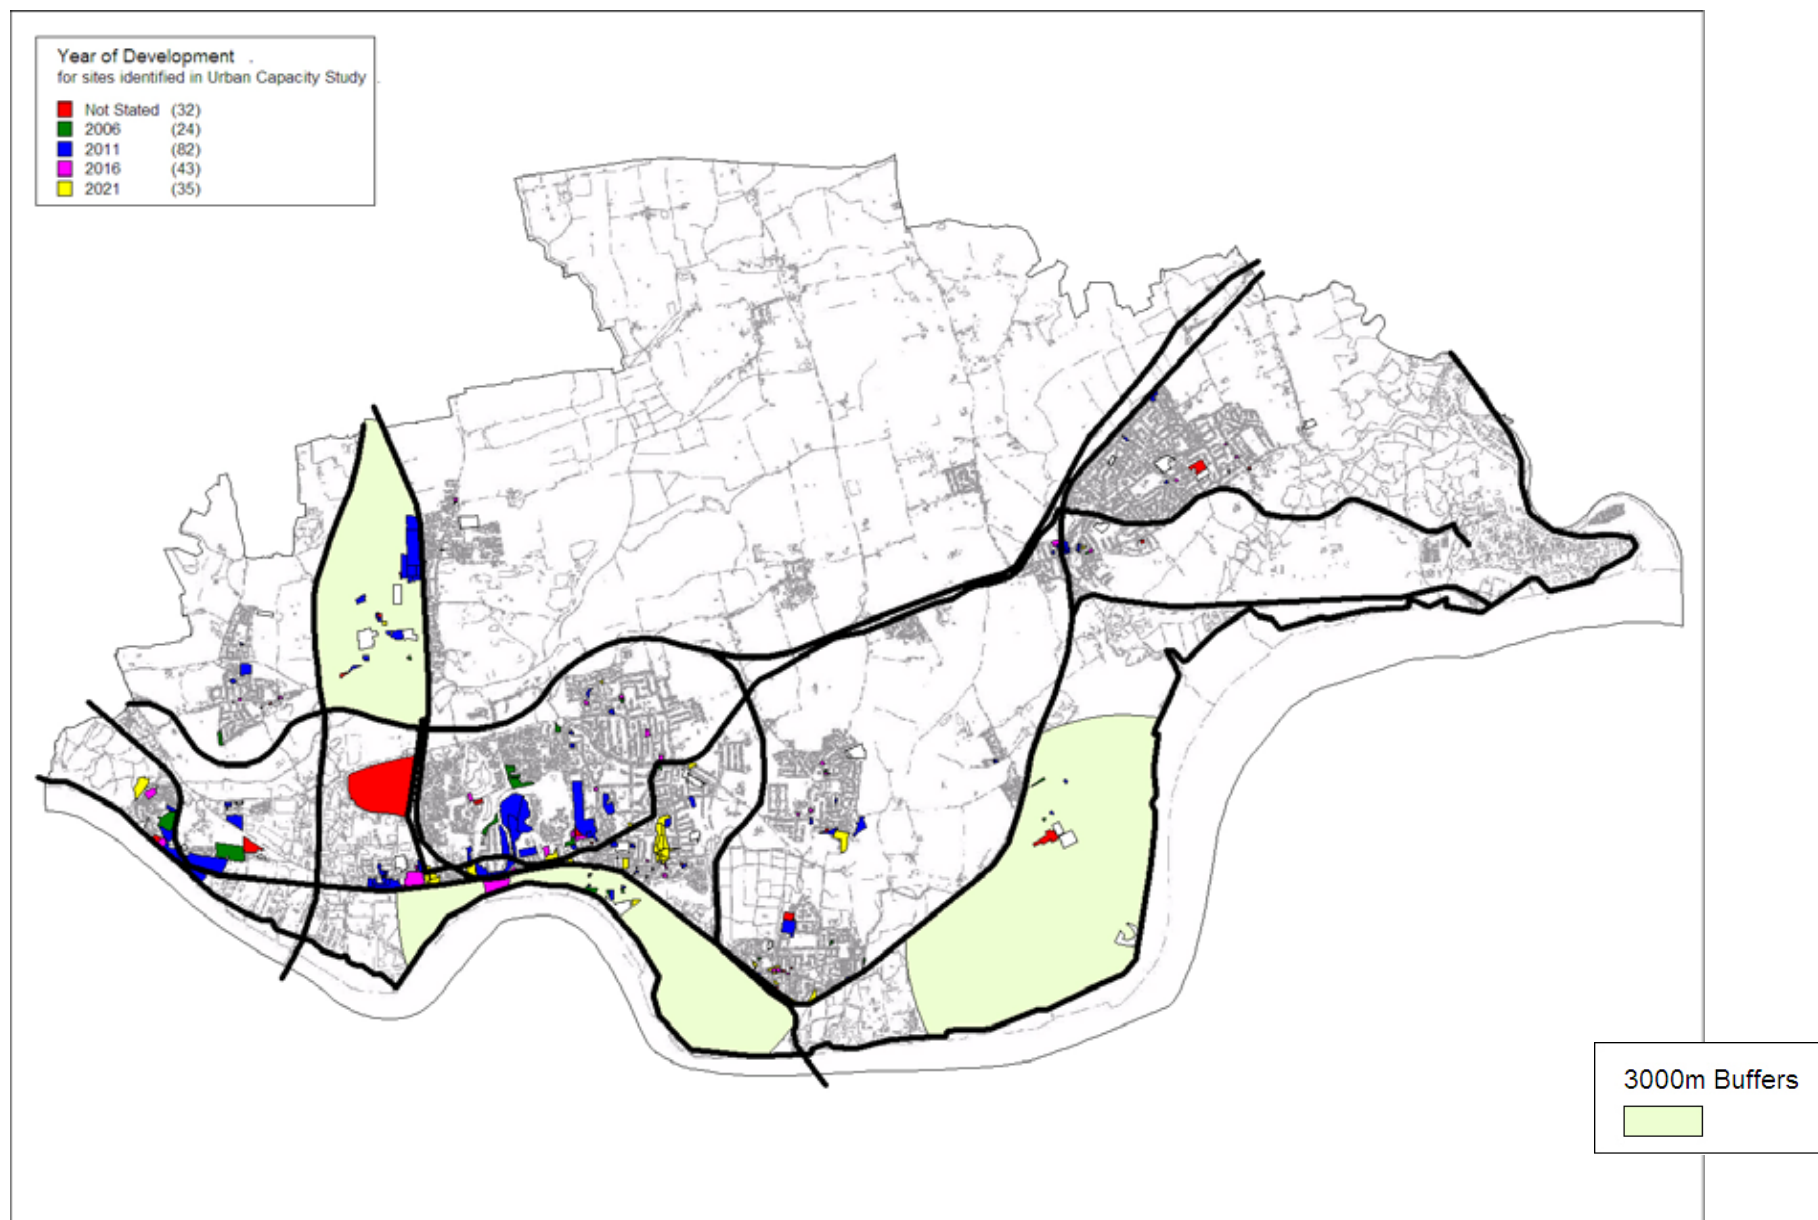 Year of Development .
for sites identified in Urban Capacity Study .
Not Stated (32)
2006 (24)
2011 (82)
2016 (43)
2021 (35)
3000m Buffers